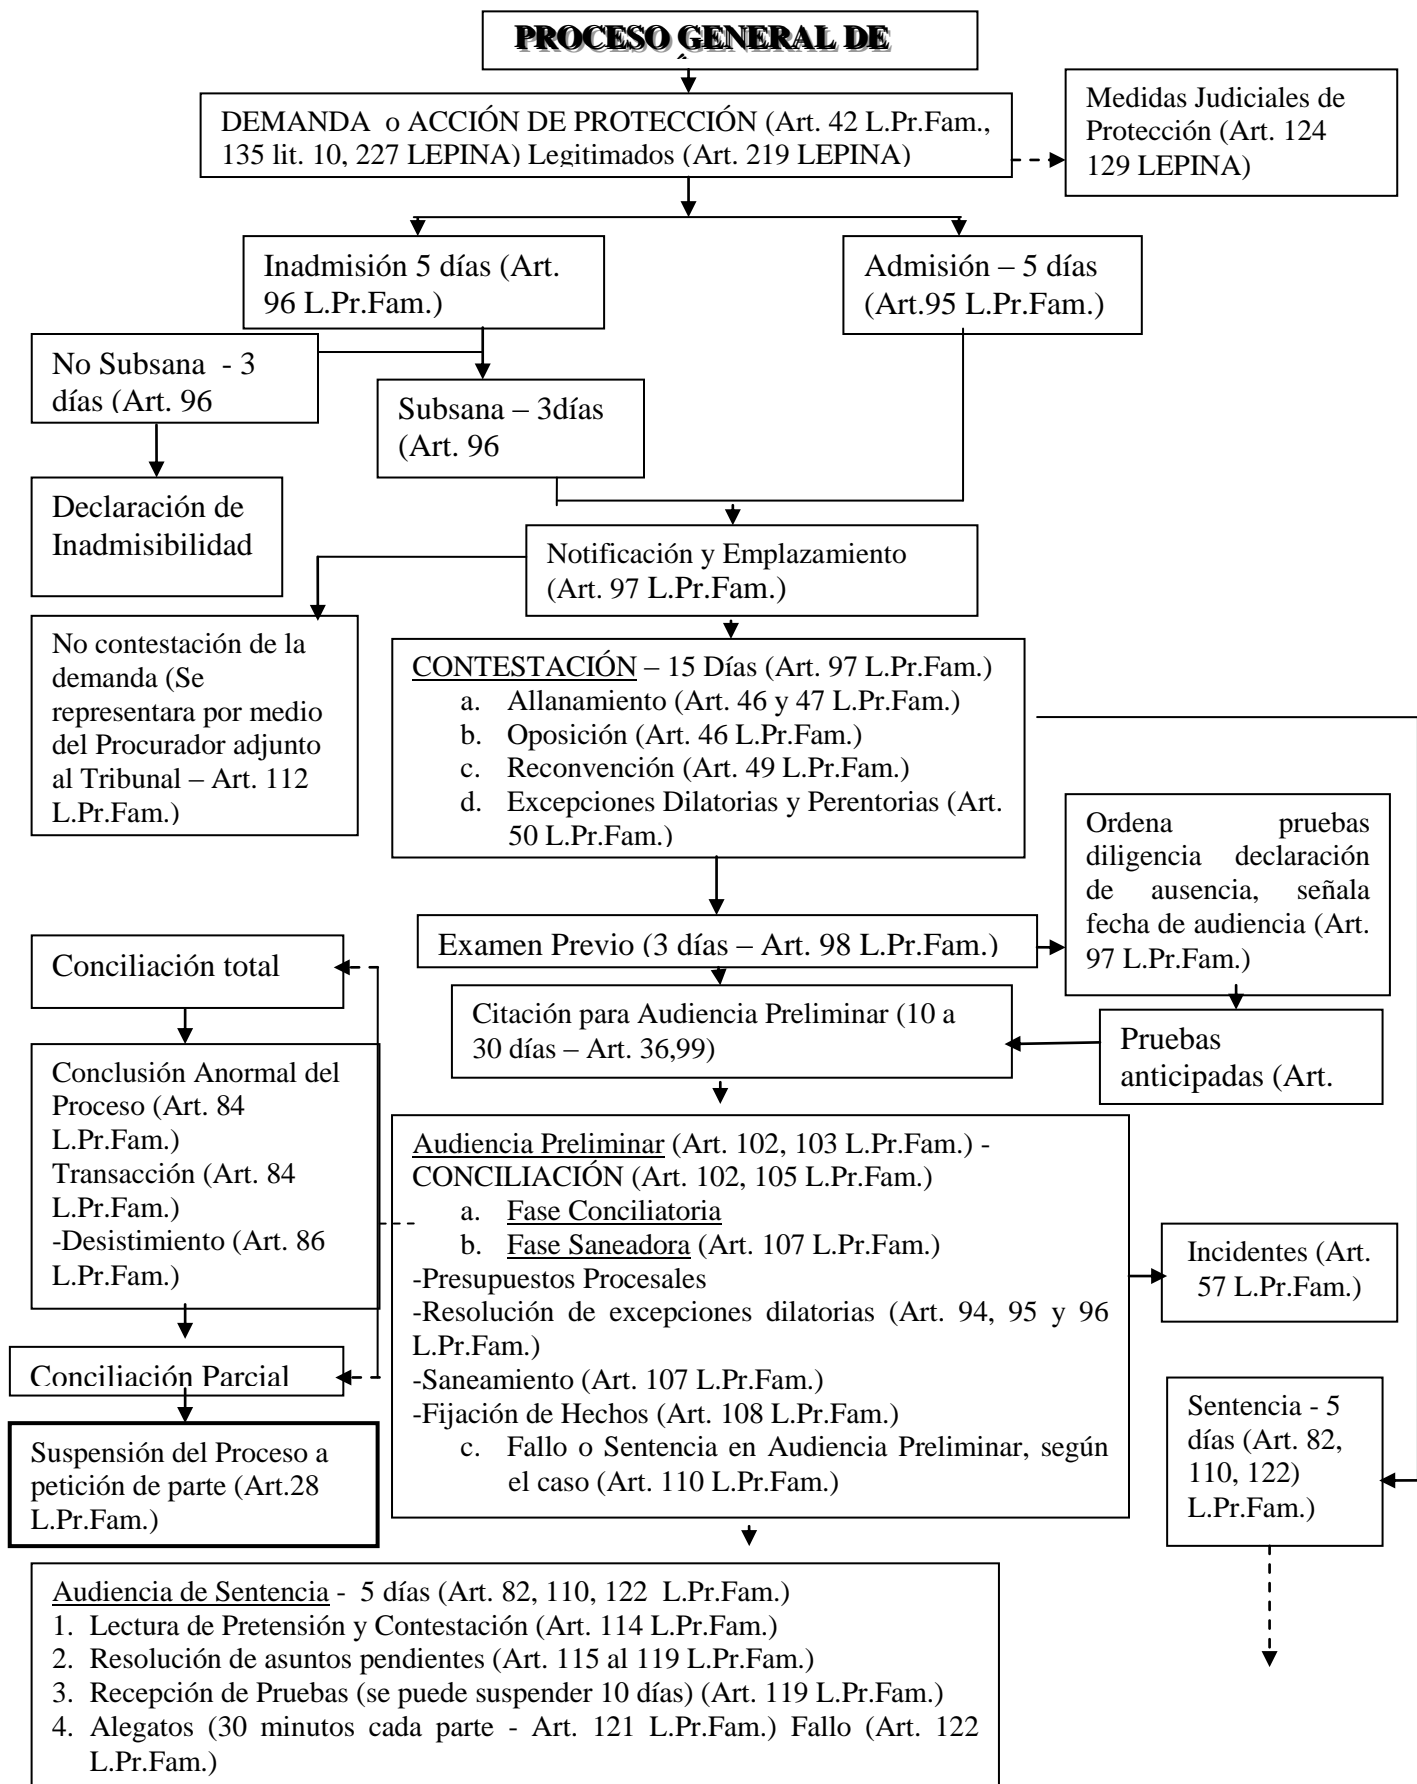 PROCESO GENERAL DE
DEMANDA o ACCIÓN DE PROTECCIÓN (Art. 42 L.Pr.Fam.,
135 lit. 10, 227 LEPINA) Legitimados (Art. 219 LEPINA)
Medidas Judiciales de
Protección (Art. 124
129 LEPINA)
Inadmisión 5 días (Art.
96 L.Pr.Fam.)
Admisión – 5 días
(Art.95 L.Pr.Fam.)
No Subsana - 3
días (Art. 96
Subsana – 3días
(Art. 96
Declaración de
Inadmisibilidad
Notificación y Emplazamiento
(Art. 97 L.Pr.Fam.)
No contestación de la
demanda (Se
representara por medio
del Procurador adjunto
al Tribunal – Art. 112
L.Pr.Fam.)
CONTESTACIÓN – 15 Días (Art. 97 L.Pr.Fam.)
a. Allanamiento (Art. 46 y 47 L.Pr.Fam.)
b. Oposición (Art. 46 L.Pr.Fam.)
c. Reconvención (Art. 49 L.Pr.Fam.)
d. Excepciones Dilatorias y Perentorias (Art.
50 L.Pr.Fam.)
Ordena pruebas
diligencia declaración
de ausencia, señala
fecha de audiencia (Art.
97 L.Pr.Fam.)
Examen Previo (3 días – Art. 98 L.Pr.Fam.)
Conciliación total
Citación para Audiencia Preliminar (10 a
30 días – Art. 36,99)
Pruebas
anticipadas (Art.
Conclusión Anormal del
Proceso (Art. 84
L.Pr.Fam.)
Transacción (Art. 84
L.Pr.Fam.)
-Desistimiento (Art. 86
L.Pr.Fam.)
Audiencia Preliminar (Art. 102, 103 L.Pr.Fam.) -
CONCILIACIÓN (Art. 102, 105 L.Pr.Fam.)
a. Fase Conciliatoria
b. Fase Saneadora (Art. 107 L.Pr.Fam.)
-Presupuestos Procesales
-Resolución de excepciones dilatorias (Art. 94, 95 y 96
L.Pr.Fam.)
-Saneamiento (Art. 107 L.Pr.Fam.)
-Fijación de Hechos (Art. 108 L.Pr.Fam.)
c. Fallo o Sentencia en Audiencia Preliminar, según
el caso (Art. 110 L.Pr.Fam.)
Incidentes (Art.
57 L.Pr.Fam.)
Conciliación Parcial
Sentencia - 5
días (Art. 82,
110, 122)
L.Pr.Fam.)
Suspensión del Proceso a
petición de parte (Art.28
L.Pr.Fam.)
Audiencia de Sentencia - 5 días (Art. 82, 110, 122 L.Pr.Fam.)
1. Lectura de Pretensión y Contestación (Art. 114 L.Pr.Fam.)
2. Resolución de asuntos pendientes (Art. 115 al 119 L.Pr.Fam.)
3. Recepción de Pruebas (se puede suspender 10 días) (Art. 119 L.Pr.Fam.)
4. Alegatos (30 minutos cada parte - Art. 121 L.Pr.Fam.) Fallo (Art. 122
L.Pr.Fam.)